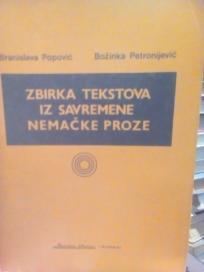 Branislava Popović Božinka Petronijević
ZBIRKA TEKSTOVA
IZ SAVREMENE
NEMAČKE PROZE